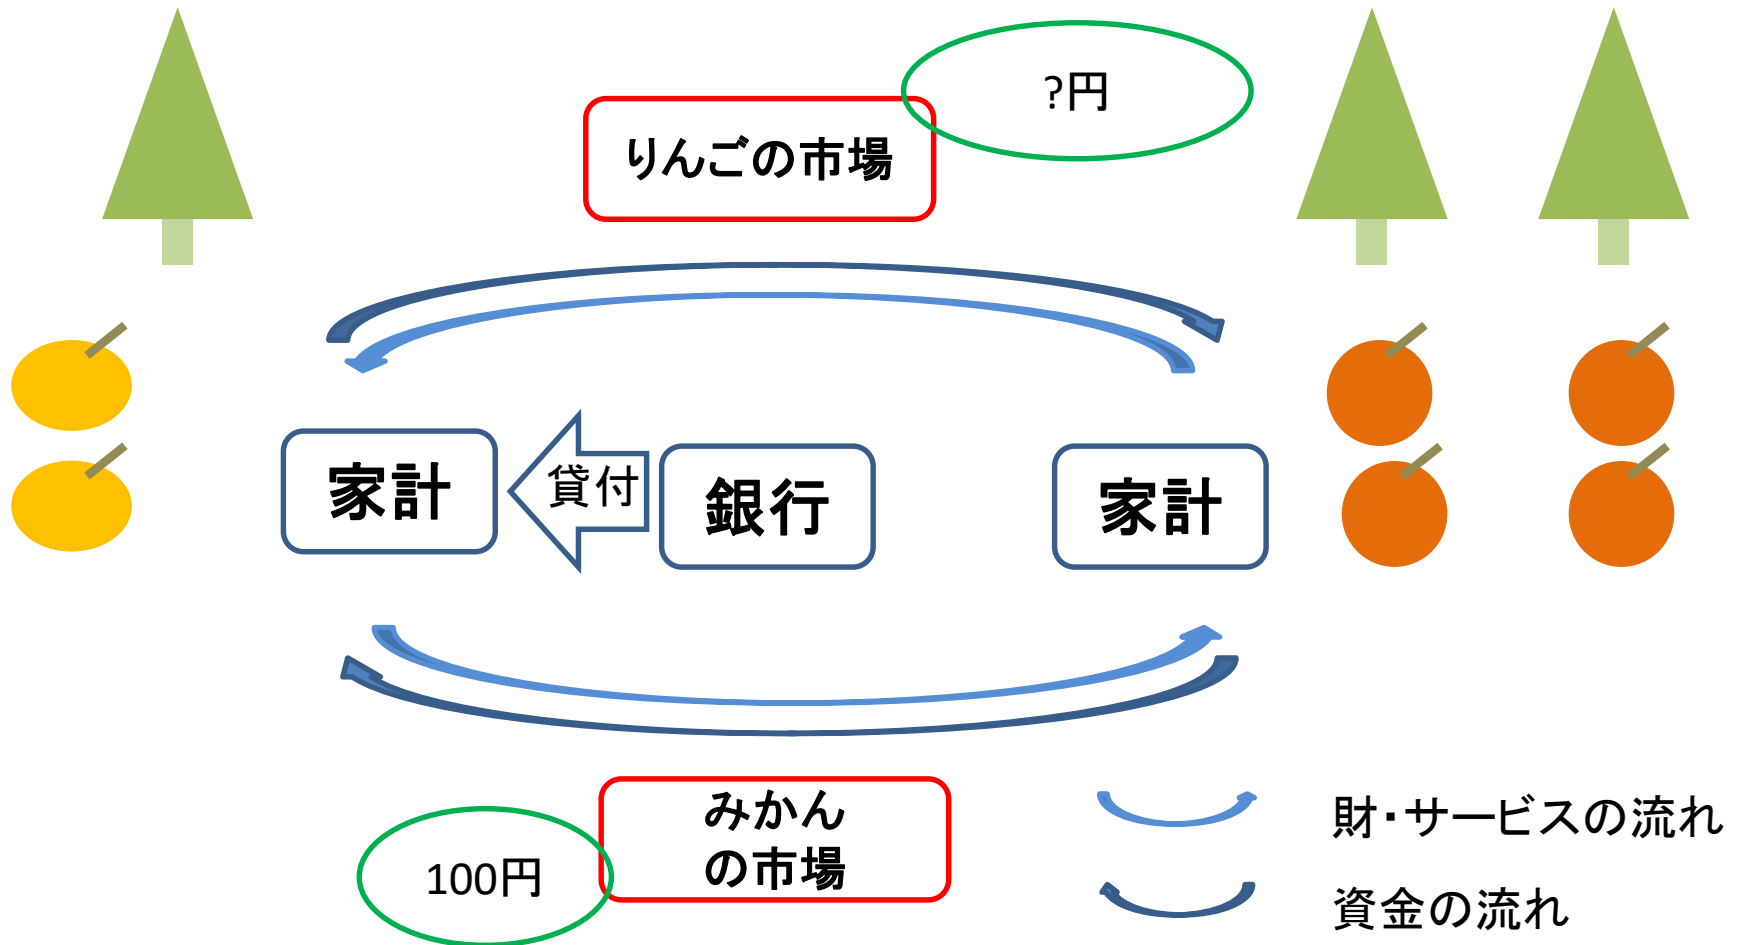 ?円
りんごの市場
家計
貸付
銀行
家計
みかん
の市場
100円
財・サービスの流れ
資金の流れ